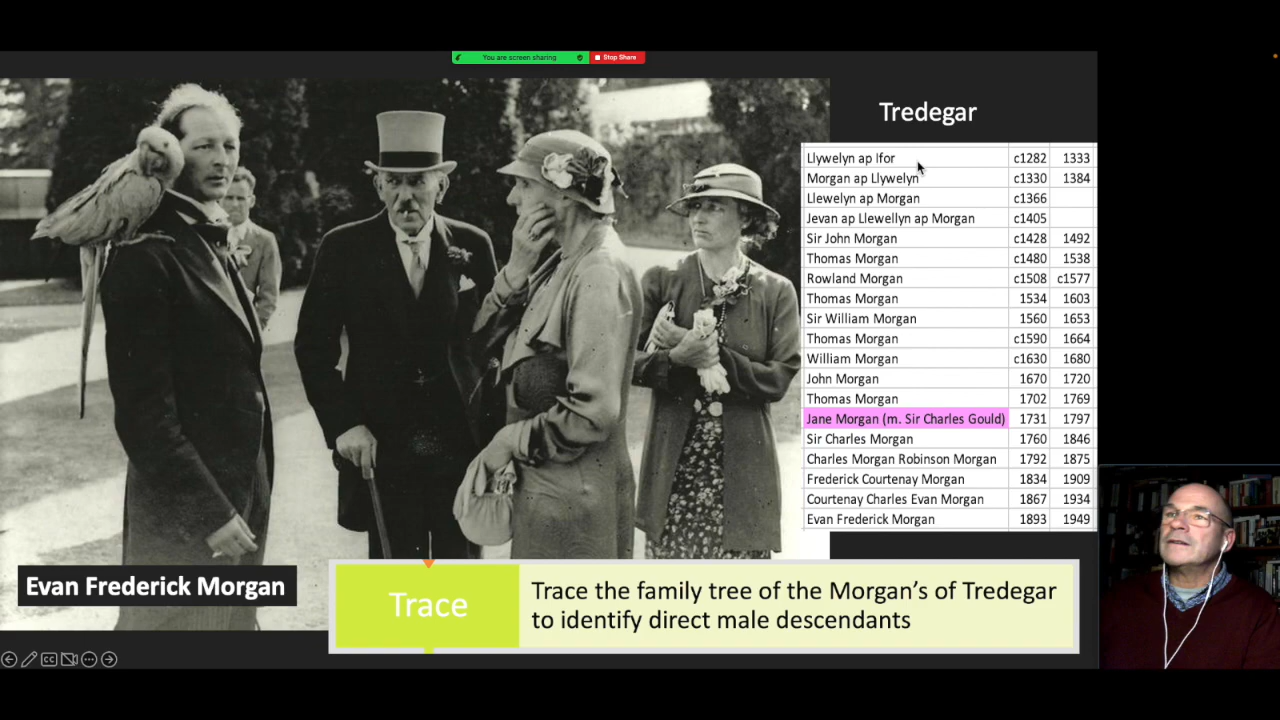 You are screen sharing Stop Share
Tredegar
Llywelyn ap Ifor c1282 1333
Morgan ap Llywelyn c1330 1384
Llewelyn ap Morgan c1366
Jevan ap Llewellyn ap Morgan c1405
Sir John Morgan c1428 1492
Thomas Morgan c1480 1538
Rowland Morgan c1508 c1577
Thomas Morgan 1534 1603
Sir William Morgan 1560 1653
Thomas Morgan c1590 1664
William Morgan c1630 1680
John Morgan 1670 1720
Thomas Morgan 1702 1769
Jane Morgan (m. Sir Charles Gould) 1731 1797
Sir Charles Morgan 1760 1846
Charles Morgan Robinson Morgan 1792 1875
Frederick Courtenay Morgan 1834 1909
Courtenay Charles Evan Morgan 1867 1934
Evan Frederick Morgan 1893 1949
Evan Frederick Morgan
Trace
Trace the family tree of the Morgan’s of Tredegar
to identify direct male descendants
CC